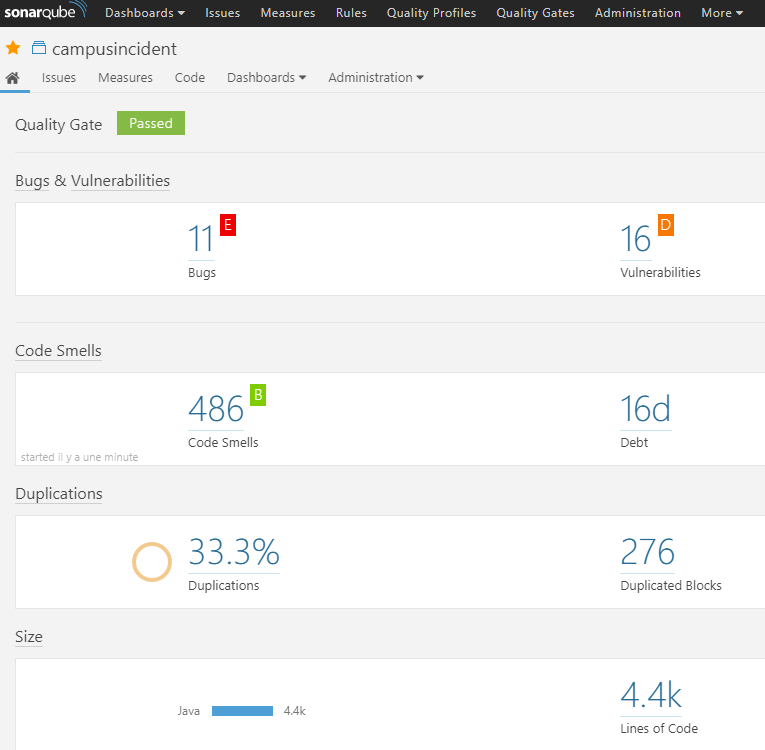 sonarqube Dashboards Issues Measures Rules Quality Profiles Quality Gates Administration More
campusincident
Issues Measures Code Dashboards Administration
Quality Gate Passed
Bugs & Vulnerabilities
11 E 16 D
Bugs Vulnerabilities
Code Smells
486 B 16d
Code Smells Debt
started il y a une minute
Duplications
33.3% 276
Duplications Duplicated Blocks
Size
Java 4.4k 4.4k
Lines of Code